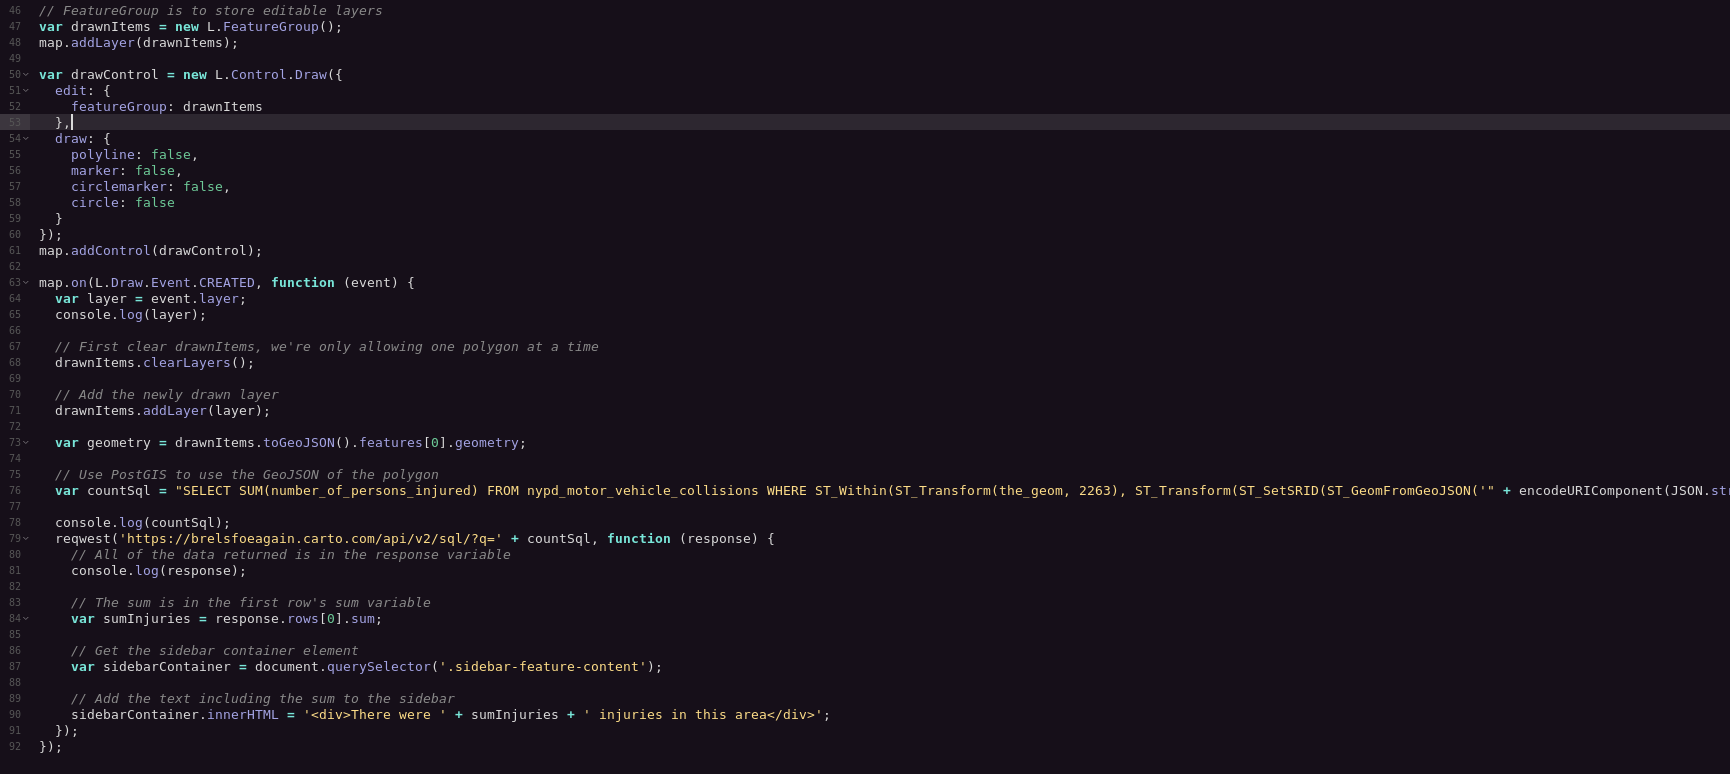 46 // FeatureGroup is to store editable layers
47 var drawnItems = new L.FeatureGroup();
48 map.addLayer(drawnItems);
49
50 var drawControl = new L.Control.Draw({
51   edit: {
52     featureGroup: drawnItems
53   },
54   draw: {
55     polyline: false,
56     marker: false,
57     circlemarker: false,
58     circle: false
59   }
60 });
61 map.addControl(drawControl);
62
63 map.on(L.Draw.Event.CREATED, function (event) {
64   var layer = event.layer;
65   console.log(layer);
66
67   // First clear drawnItems, we're only allowing one polygon at a time
68   drawnItems.clearLayers();
69
70   // Add the newly drawn layer
71   drawnItems.addLayer(layer);
72
73   var geometry = drawnItems.toGeoJSON().features[0].geometry;
74
75   // Use PostGIS to use the GeoJSON of the polygon
76   var countSql = "SELECT SUM(number_of_persons_injured) FROM nypd_motor_vehicle_collisions WHERE ST_Within(ST_Transform(the_geom, 2263), ST_Transform(ST_SetSRID(ST_GeomFromGeoJSON('" + encodeURIComponent(JSON.str
77
78   console.log(countSql);
79   reqwest('https://brelsfoeagain.carto.com/api/v2/sql/?q=' + countSql, function (response) {
80     // All of the data returned is in the response variable
81     console.log(response);
82
83     // The sum is in the first row's sum variable
84     var sumInjuries = response.rows[0].sum;
85
86     // Get the sidebar container element
87     var sidebarContainer = document.querySelector('.sidebar-feature-content');
88
89     // Add the text including the sum to the sidebar
90     sidebarContainer.innerHTML = '<div>There were ' + sumInjuries + ' injuries in this area</div>';
91   });
92 });